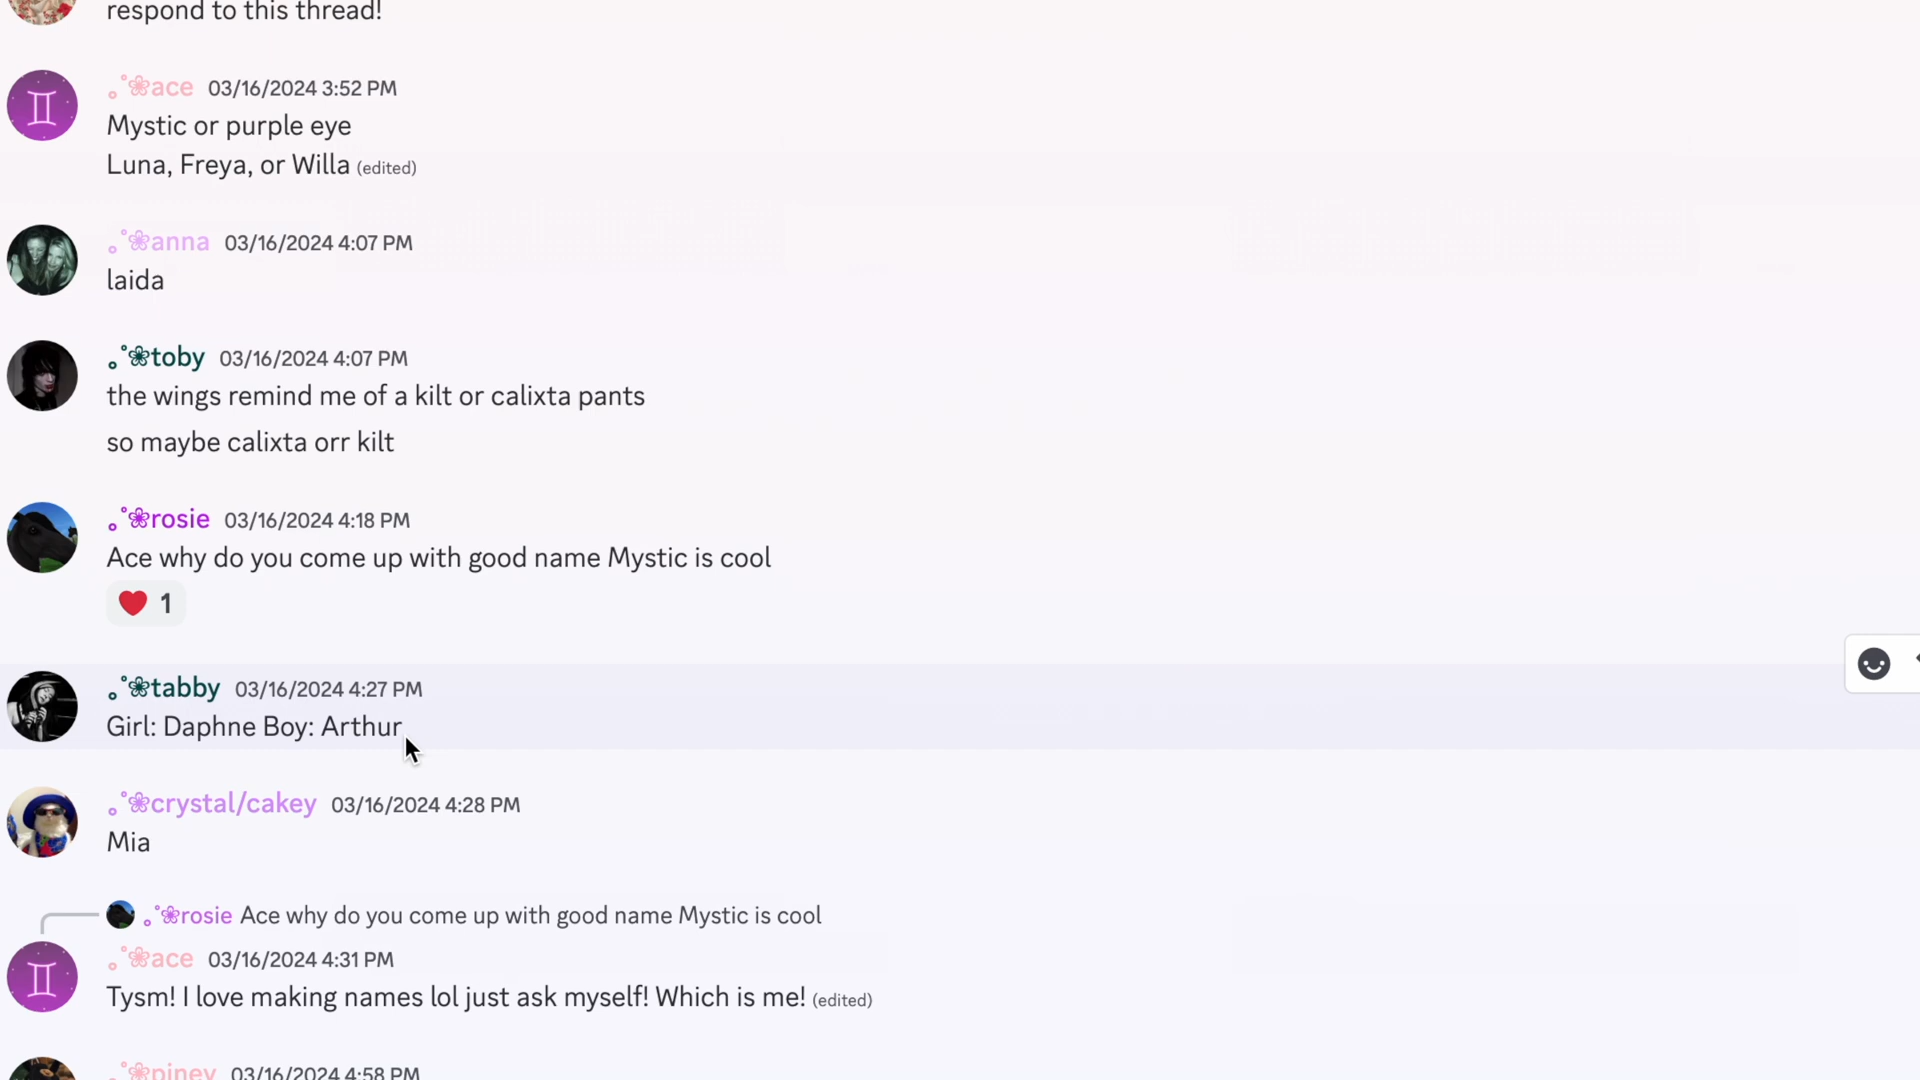 respond to this thread!
｡˚❀ace 03/16/2024 3:52 PM
Mystic or purple eye
Luna, Freya, or Willa (edited)
｡˚❀anna 03/16/2024 4:07 PM
laida
｡˚❀toby 03/16/2024 4:07 PM
the wings remind me of a kilt or calixta pants
so maybe calixta orr kilt
｡˚❀rosie 03/16/2024 4:18 PM
Ace why do you come up with good name Mystic is cool
1
｡˚❀tabby 03/16/2024 4:27 PM
Girl: Daphne Boy: Arthur
｡˚❀crystal/cakey 03/16/2024 4:28 PM
Mia
｡˚❀rosie Ace why do you come up with good name Mystic is cool
｡˚❀ace 03/16/2024 4:31 PM
Tysm! I love making names lol just ask myself! Which is me! (edited)
｡˚❀piney 03/16/2024 4:58 PM